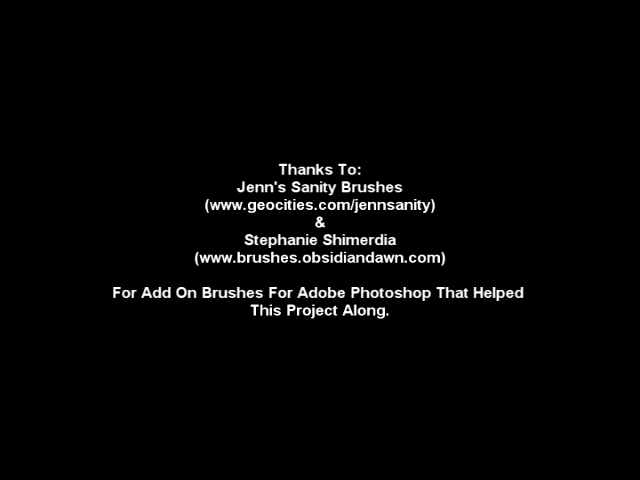 Thanks To:
Jenn's Sanity Brushes
(www.geocities.com/jennsanity)
&
Stephanie Shimerdia
(www.brushes.obsidiandawn.com)
For Add On Brushes For Adobe Photoshop That Helped
This Project Along.